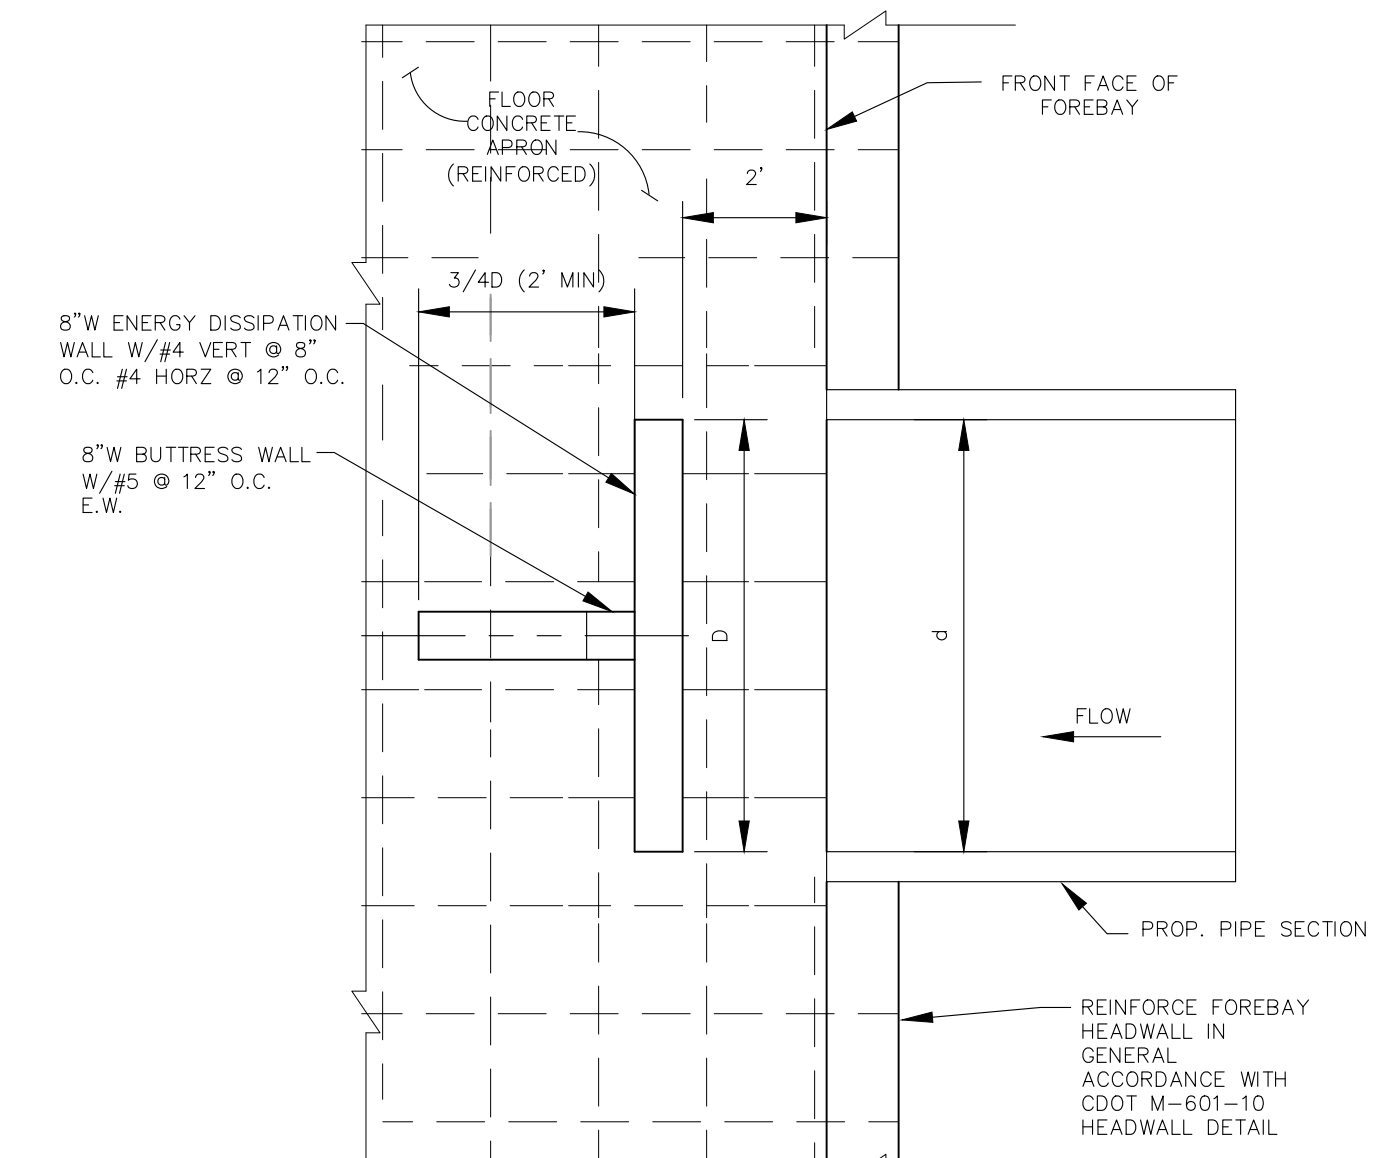 FRONT FACE OF
FOREBAY
FLOOR
CONCRETE
APRON
(REINFORCED)
2'
3/4D (2' MIN)
8"W ENERGY DISSIPATION
WALL W/#4 VERT @ 8"
O.C. #4 HORZ @ 12" O.C.
8"W BUTTRESS WALL
W/#5 @ 12" O.C.
E.W.
D
d
FLOW
PROP. PIPE SECTION
REINFORCE FOREBAY
HEADWALL IN
GENERAL
ACCORDANCE WITH
CDOT M-601-10
HEADWALL DETAIL